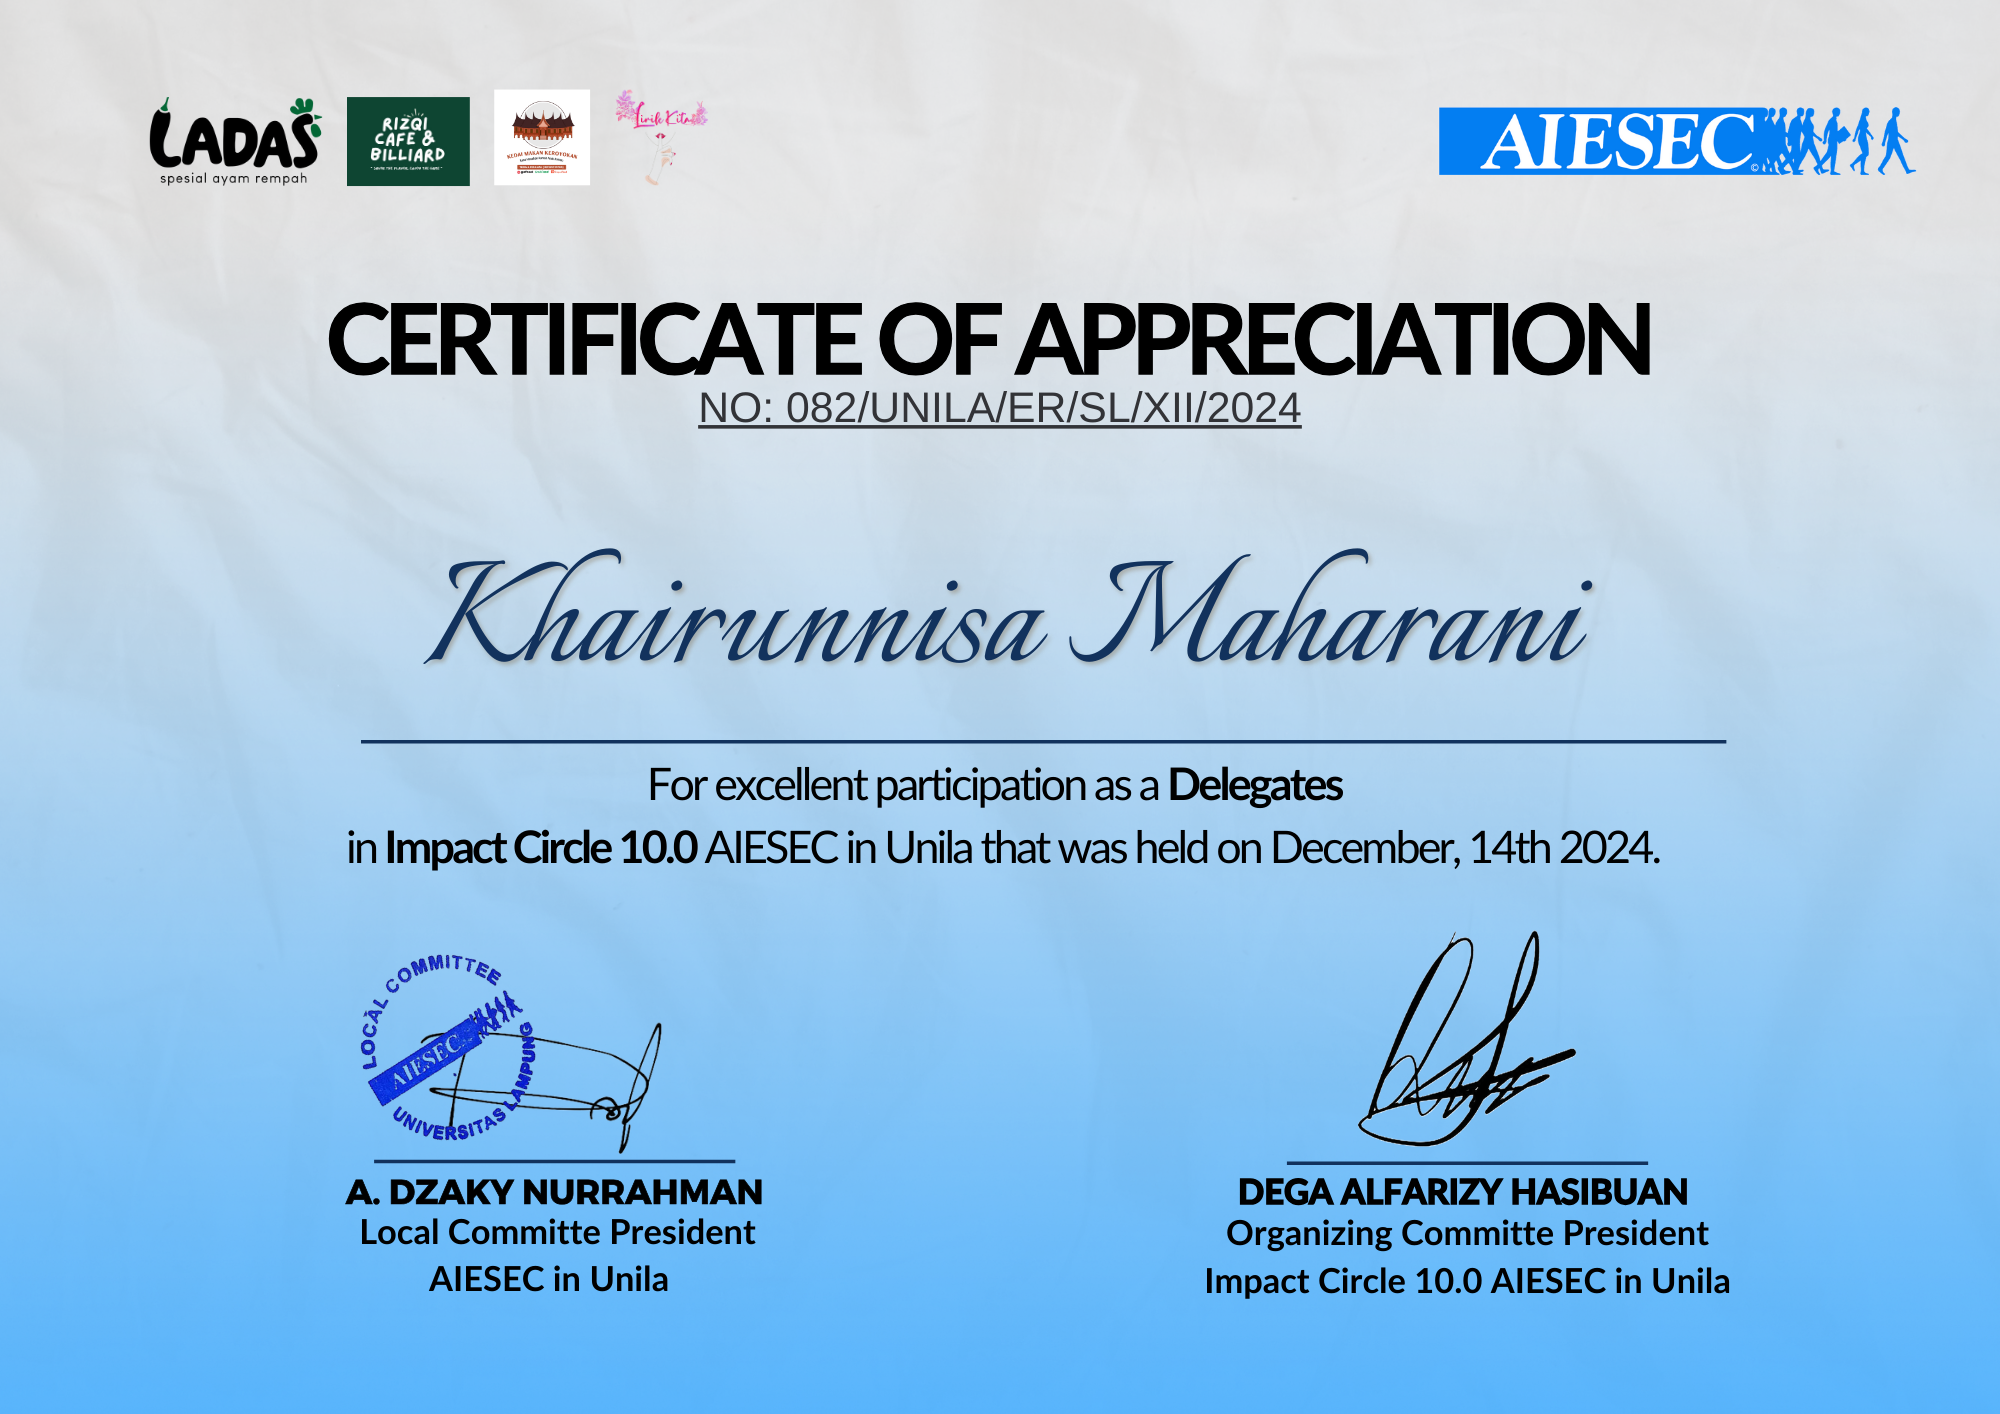 LADAS
spesial ayam rempah
RIZQI
CAFE &
BILLIARD
KEDAI MAKAN KEROYOKAN
Lirik Kita
AIESEC
CERTIFICATE OF APPRECIATION
NO: 082/UNILA/ER/SL/XII/2024
Khairunnisa Maharani
For excellent participation as a Delegates
in Impact Circle 10.0 AIESEC in Unila that was held on December, 14th 2024.
LOCAL COMMITTEE
AIESEC
UNIVERSITAS LAMPUNG
A. DZAKY NURRAHMAN
Local Committe President
AIESEC in Unila
DEGA ALFARIZY HASIBUAN
Organizing Committe President
Impact Circle 10.0 AIESEC in Unila